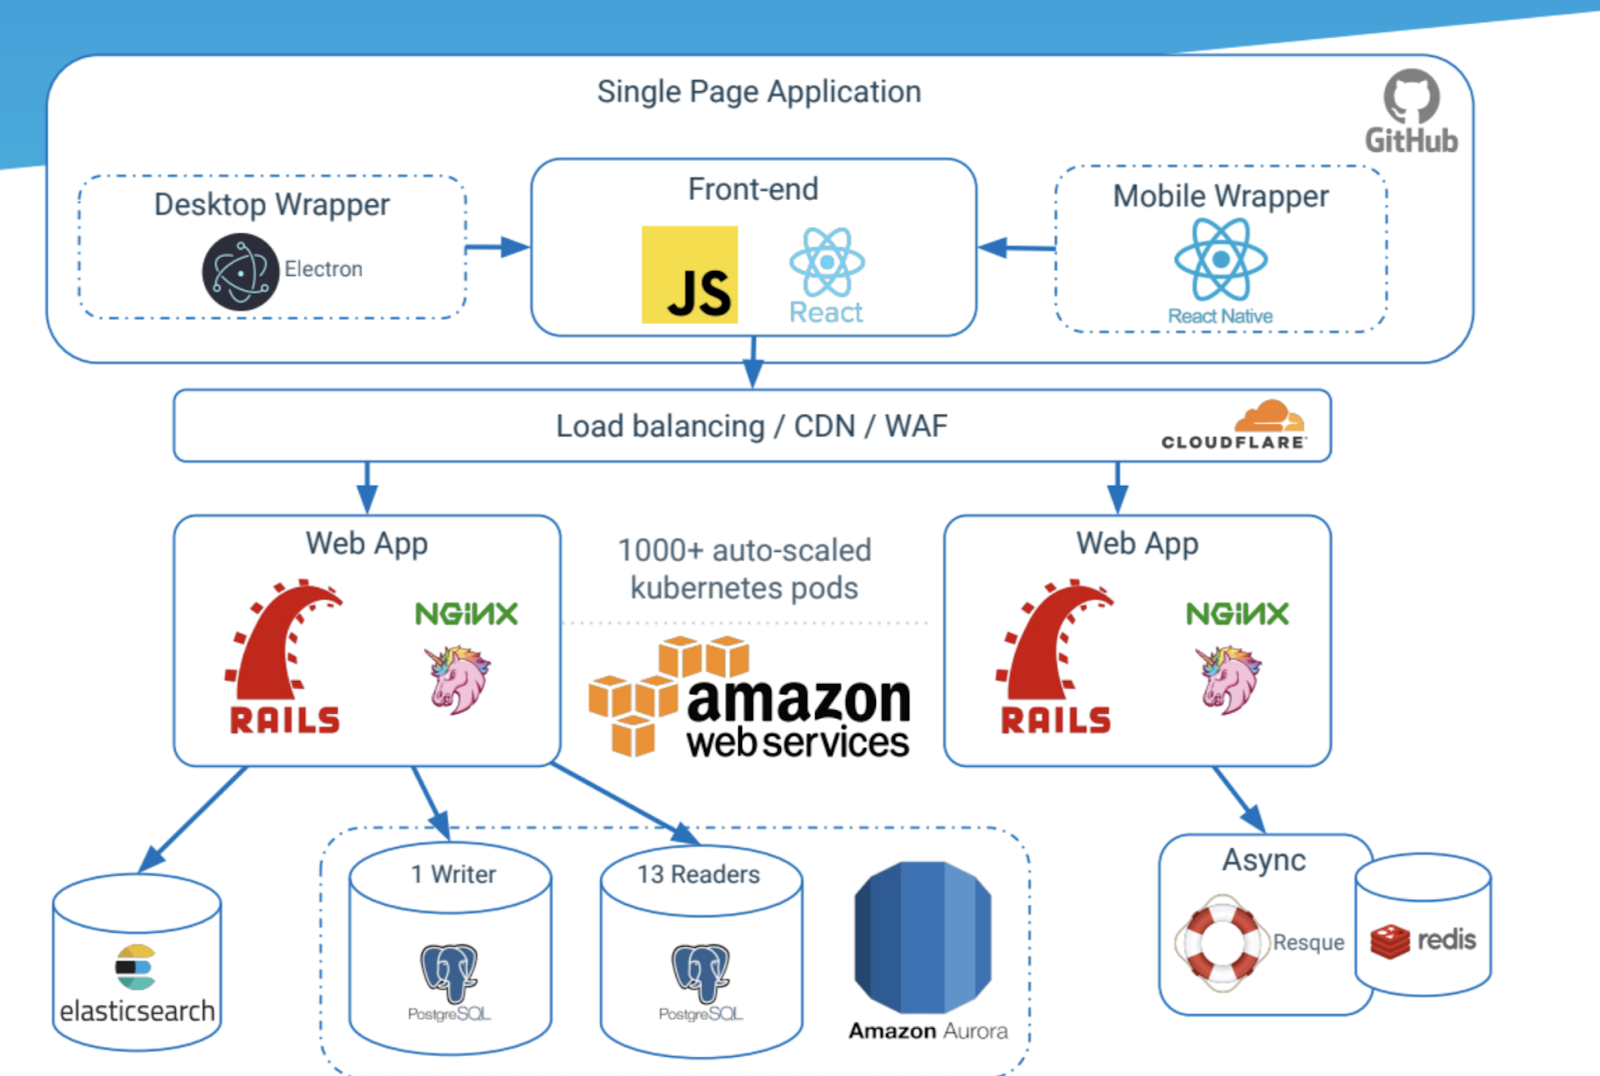 Single Page Application
GitHub
Desktop Wrapper
Electron
Front-end
JS
React
Mobile Wrapper
React Native
Load balancing / CDN / WAF
CLOUDFLARE
Web App
RAILS
NGINX
1000+ auto-scaled
kubernetes pods
amazon
web services
Web App
RAILS
NGINX
elasticsearch
1 Writer
PostgreSQL
13 Readers
PostgreSQL
Amazon Aurora
Async
Resque
redis